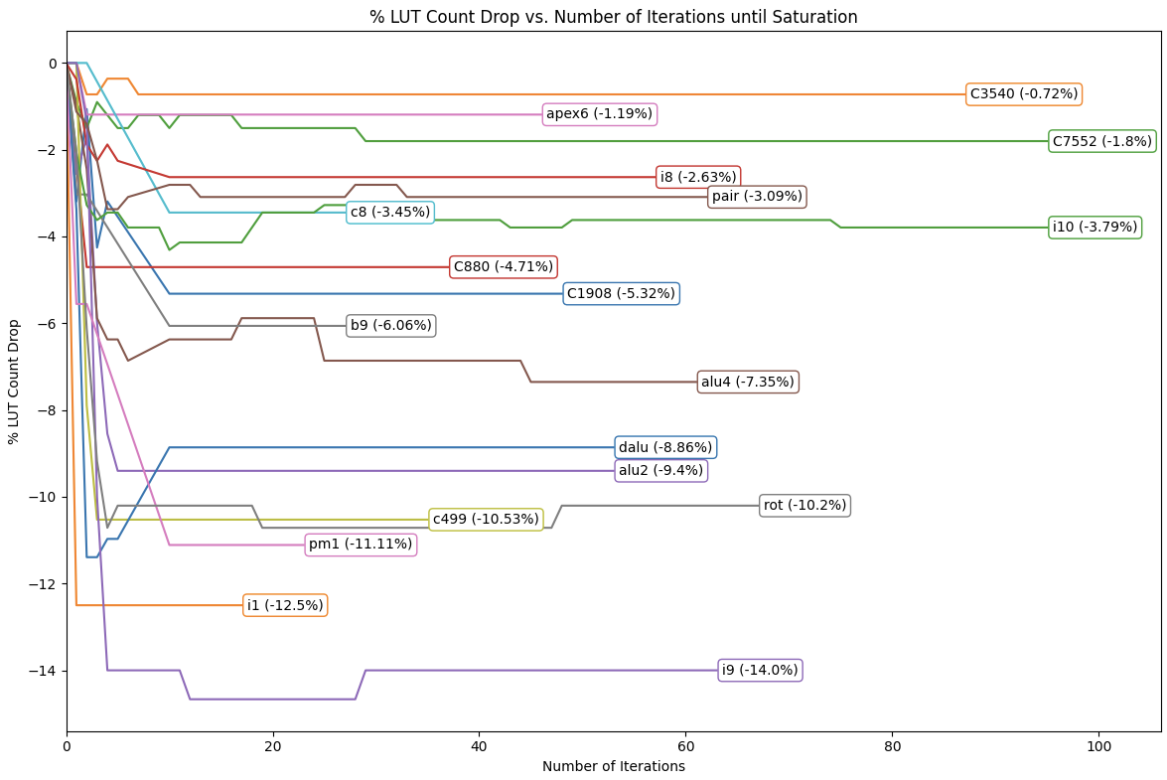 % LUT Count Drop vs. Number of Iterations until Saturation
% LUT Count Drop
0
−2
−4
−6
−8
−10
−12
−14
C3540 (-0.72%)
apex6 (-1.19%)
C7552 (-1.8%)
i8 (-2.63%)
pair (-3.09%)
c8 (-3.45%)
i10 (-3.79%)
C880 (-4.71%)
C1908 (-5.32%)
b9 (-6.06%)
alu4 (-7.35%)
dalu (-8.86%)
alu2 (-9.4%)
rot (-10.2%)
c499 (-10.53%)
pm1 (-11.11%)
i1 (-12.5%)
i9 (-14.0%)
0
20
40
60
80
100
Number of Iterations